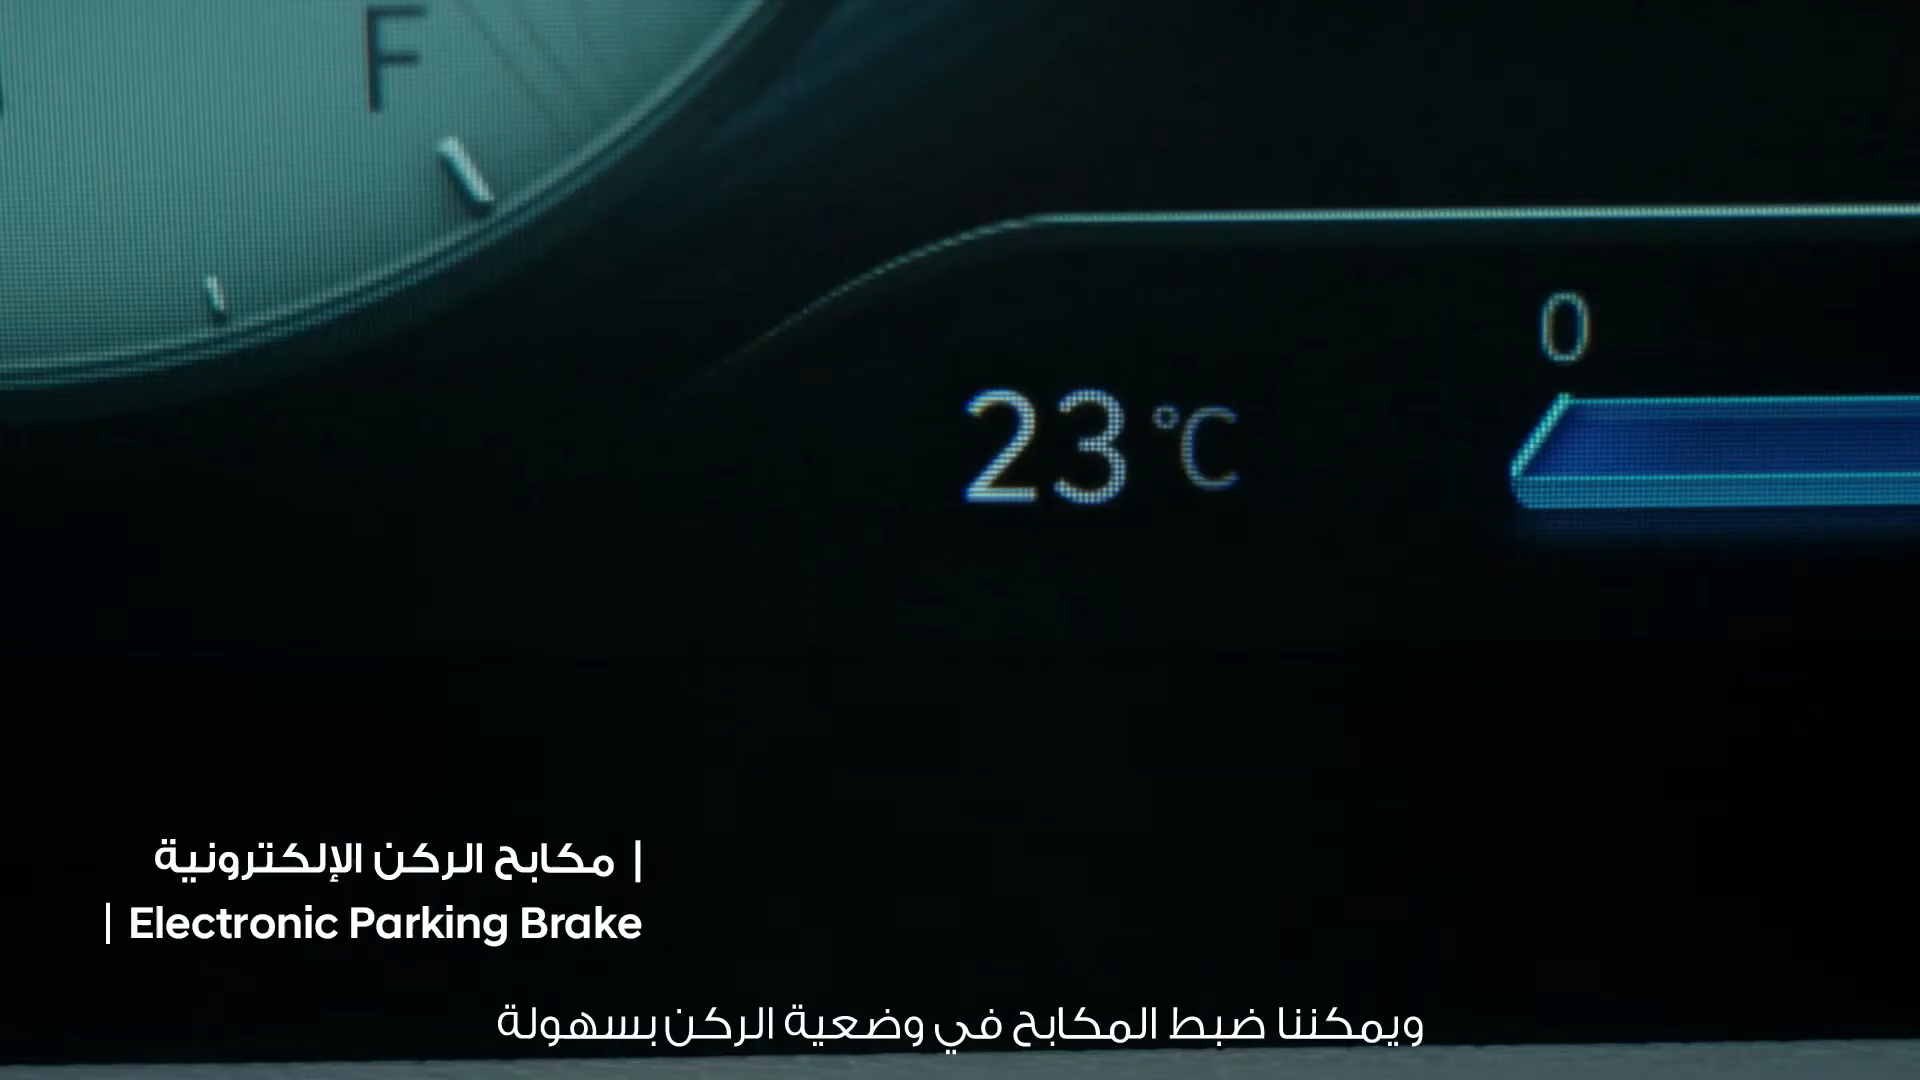 F
0
23 °C
| مكابح الركن الإلكترونية
| Electronic Parking Brake
ويمكننا ضبط المكابح في وضعية الركن بسهولة